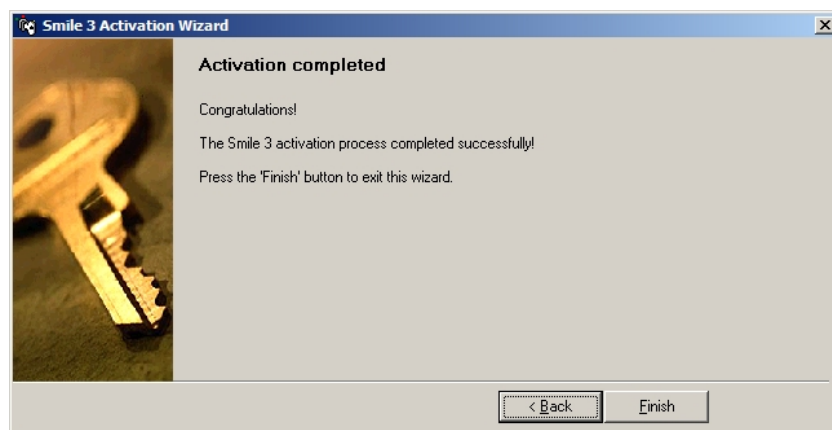 Smile 3 Activation Wizard
Activation completed
Congratulations!
The Smile 3 activation process completed successfully!
Press the 'Finish' button to exit this wizard.
< Back
Finish